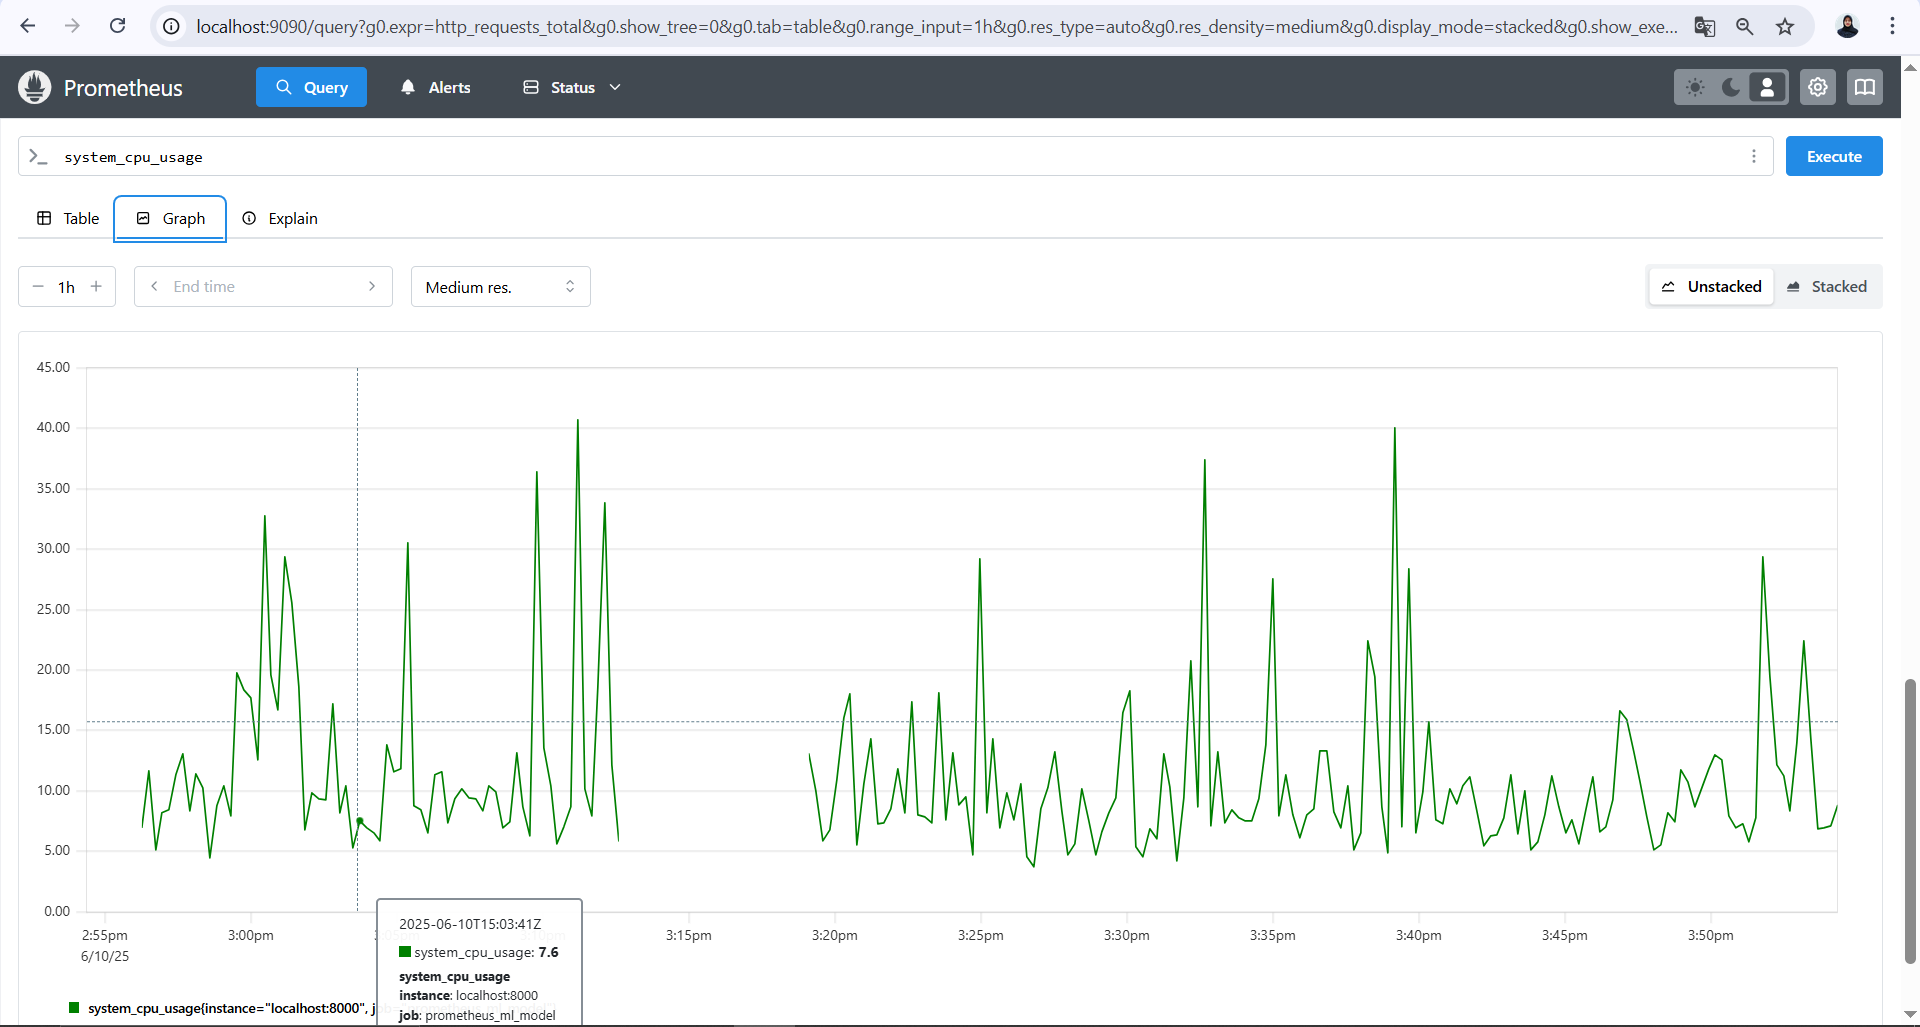 localhost:9090/query?g0.expr=http_requests_total&g0.show_tree=0&g0.tab=table&g0.range_input=1h&g0.res_type=auto&g0.res_density=medium&g0.display_mode=stacked&g0.show_exe...
Prometheus Query Alerts Status
system_cpu_usage Execute
Table Graph Explain
1h End time Medium res. Unstacked Stacked
45.00
40.00
35.00
30.00
25.00
20.00
15.00
10.00
5.00
0.00
2:55pm 3:00pm 3:15pm 3:20pm 3:25pm 3:30pm 3:35pm 3:40pm 3:45pm 3:50pm
6/10/25
2025-06-10T15:03:41Z
system_cpu_usage: 7.6
system_cpu_usage
instance: localhost:8000
job: prometheus_ml_model
system_cpu_usage{instance="localhost:8000", j